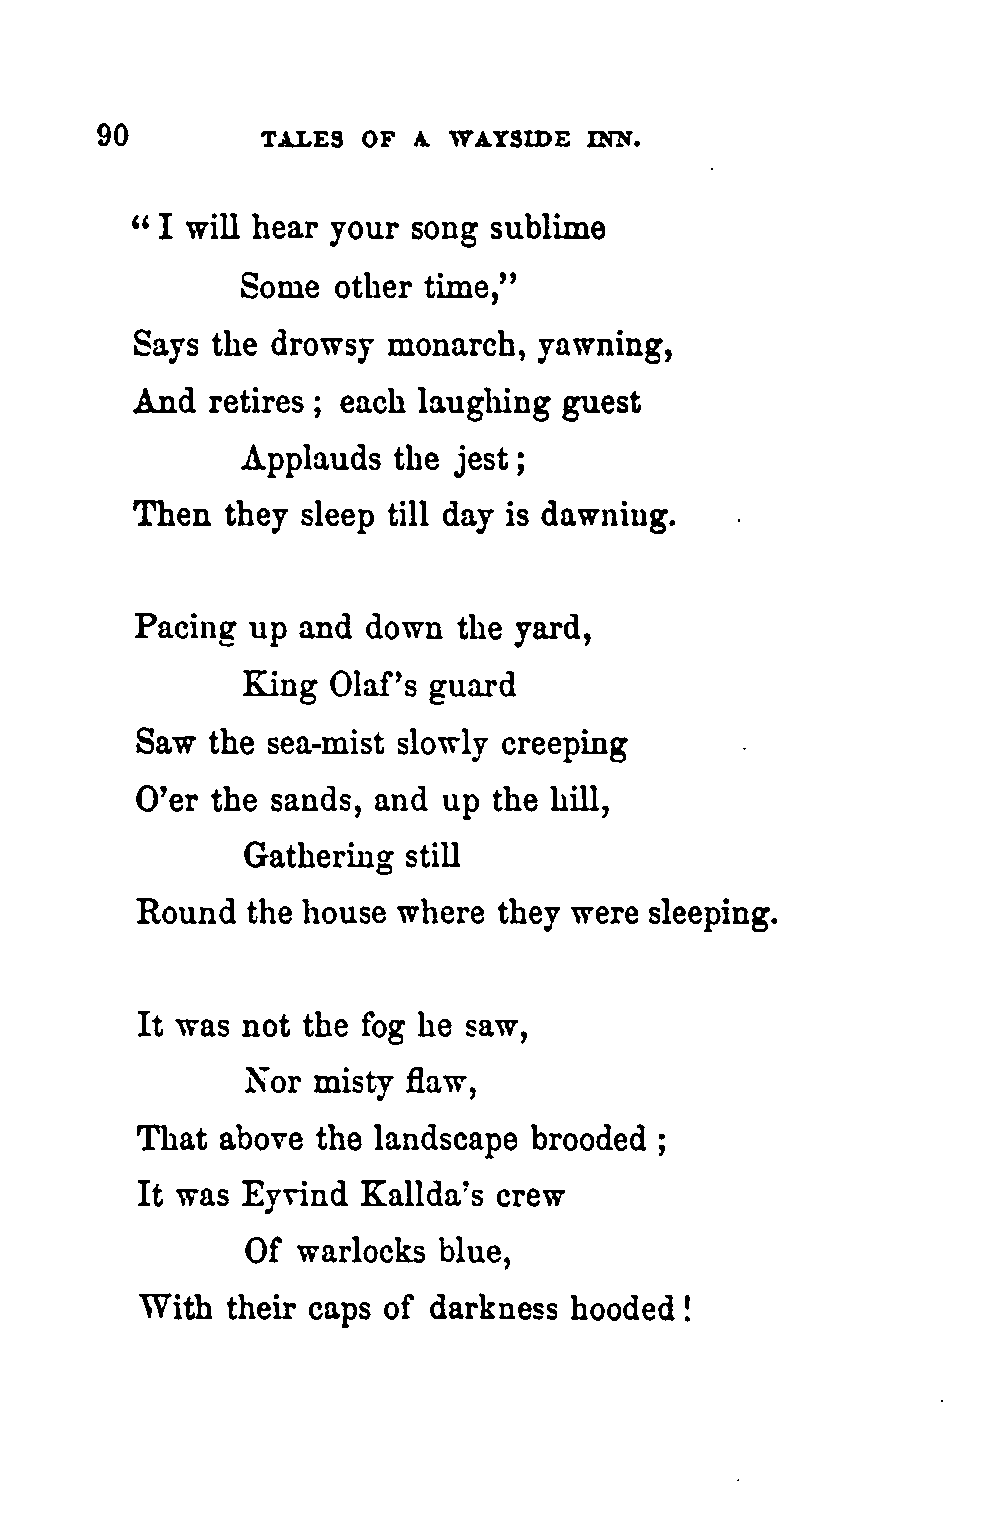 90 TALES OF A WAYSIDE INN.
“ I will hear your song sublime
Some other time,”
Says the drowsy monarch, yawning,
And retires ; each laughing guest
Applauds the jest ;
Then they sleep till day is dawning.
Pacing up and down the yard,
King Olaf’s guard
Saw the sea-mist slowly creeping
O’er the sands, and up the hill,
Gathering still
Round the house where they were sleeping.
It was not the fog he saw,
Nor misty flaw,
That above the landscape brooded ;
It was Eyvind Kallda’s crew
Of warlocks blue,
With their caps of darkness hooded !